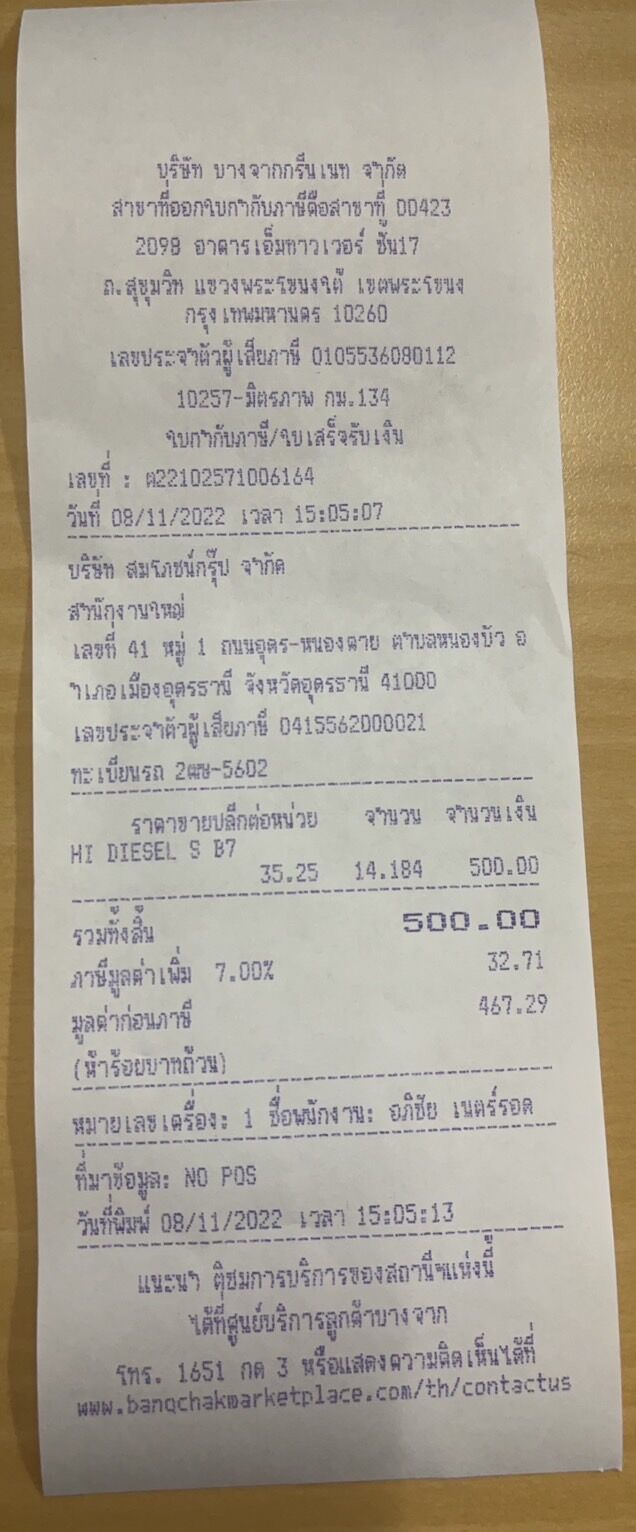 บริษัท บางจากกรีนเนท จำกัด
สาขาที่ออกใบกำกับภาษีคือสาขาที่ 00423
2098 อาคารเอ็มทาวเวอร์ ชั้น17
ถ.สุขุมวิท แขวงพระโขนงใต้ เขตพระโขนง
กรุงเทพมหานคร 10260
เลขประจำตัวผู้เสียภาษี 0105536080112
10257-มิตรภาพ กม.134
ใบกำกับภาษี/ใบเสร็จรับเงิน
เลขที่ : ต22102571006164
วันที่ 08/11/2022 เวลา 15:05:07
บริษัท สมโภชน์กรุ๊ป จำกัด
สำนักงานใหญ่
เลขที่ 41 หมู่ 1 ถนนอุดร-หนองคาย ตำบลหนองบัว อ
ำเภอเมืองอุดรธานี จังหวัดอุดรธานี 41000
เลขประจำตัวผู้เสียภาษี 0415562000021
ทะเบียนรถ 2ฒษ-5602
ราคาขายปลีกต่อหน่วย จำนวน จำนวนเงิน
HI DIESEL S B7
35.25 14.184 500.00
รวมทั้งสิ้น 500.00
ภาษีมูลค่าเพิ่ม 7.00% 32.71
มูลค่าก่อนภาษี 467.29
(ห้าร้อยบาทถ้วน)
หมายเลขเครื่อง: 1 ชื่อพนักงาน: อภิชัย เนตร์รอด
ที่มาข้อมูล: NO POS
วันที่พิมพ์ 08/11/2022 เวลา 15:05:13
แนะนำ ติชมการบริการของสถานีฯแห่งนี้
ได้ที่ศูนย์บริการลูกค้าบางจาก
โทร. 1651 กด 3 หรือแสดงความคิดเห็นได้ที่
www.bangchakmarketplace.com/th/contactus